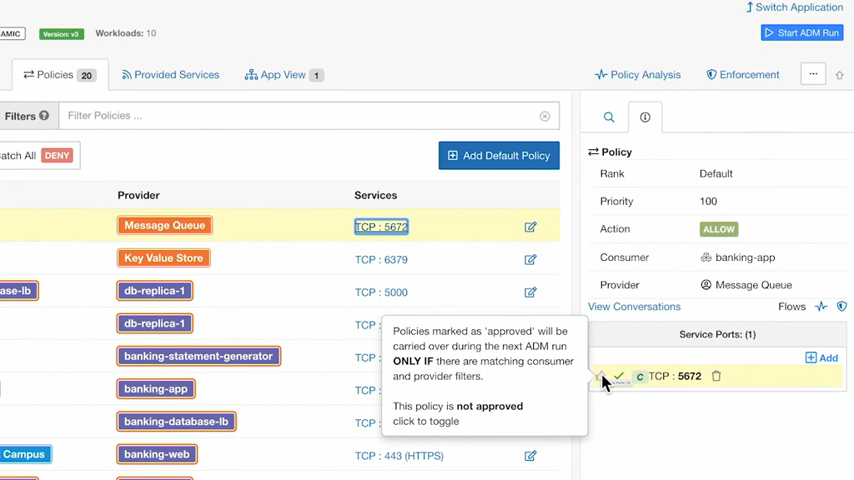 Switch Application
AMIC
Version: v3
Workloads: 10
Start ADM Run
Policies 20
Provided Services
App View 1
Policy Analysis
Enforcement
...
Filters
Filter Policies ...
atch All DENY
Add Default Policy
Provider
Services
Message Queue
TCP : 5672
Key Value Store
TCP : 6379
ase-lb
db-replica-1
TCP : 5000
db-replica-1
TCP :
banking-statement-generator
TCP :
banking-app
TCP :
banking-database-lb
TCP :
Campus
banking-web
TCP : 443 (HTTPS)
Policies marked as 'approved' will be
carried over during the next ADM run
ONLY IF there are matching consumer
and provider filters.
This policy is not approved
click to toggle
Policy
Rank
Default
Priority
100
Action
ALLOW
Consumer
banking-app
Provider
Message Queue
View Conversations
Flows
Service Ports: (1)
Add
C TCP : 5672